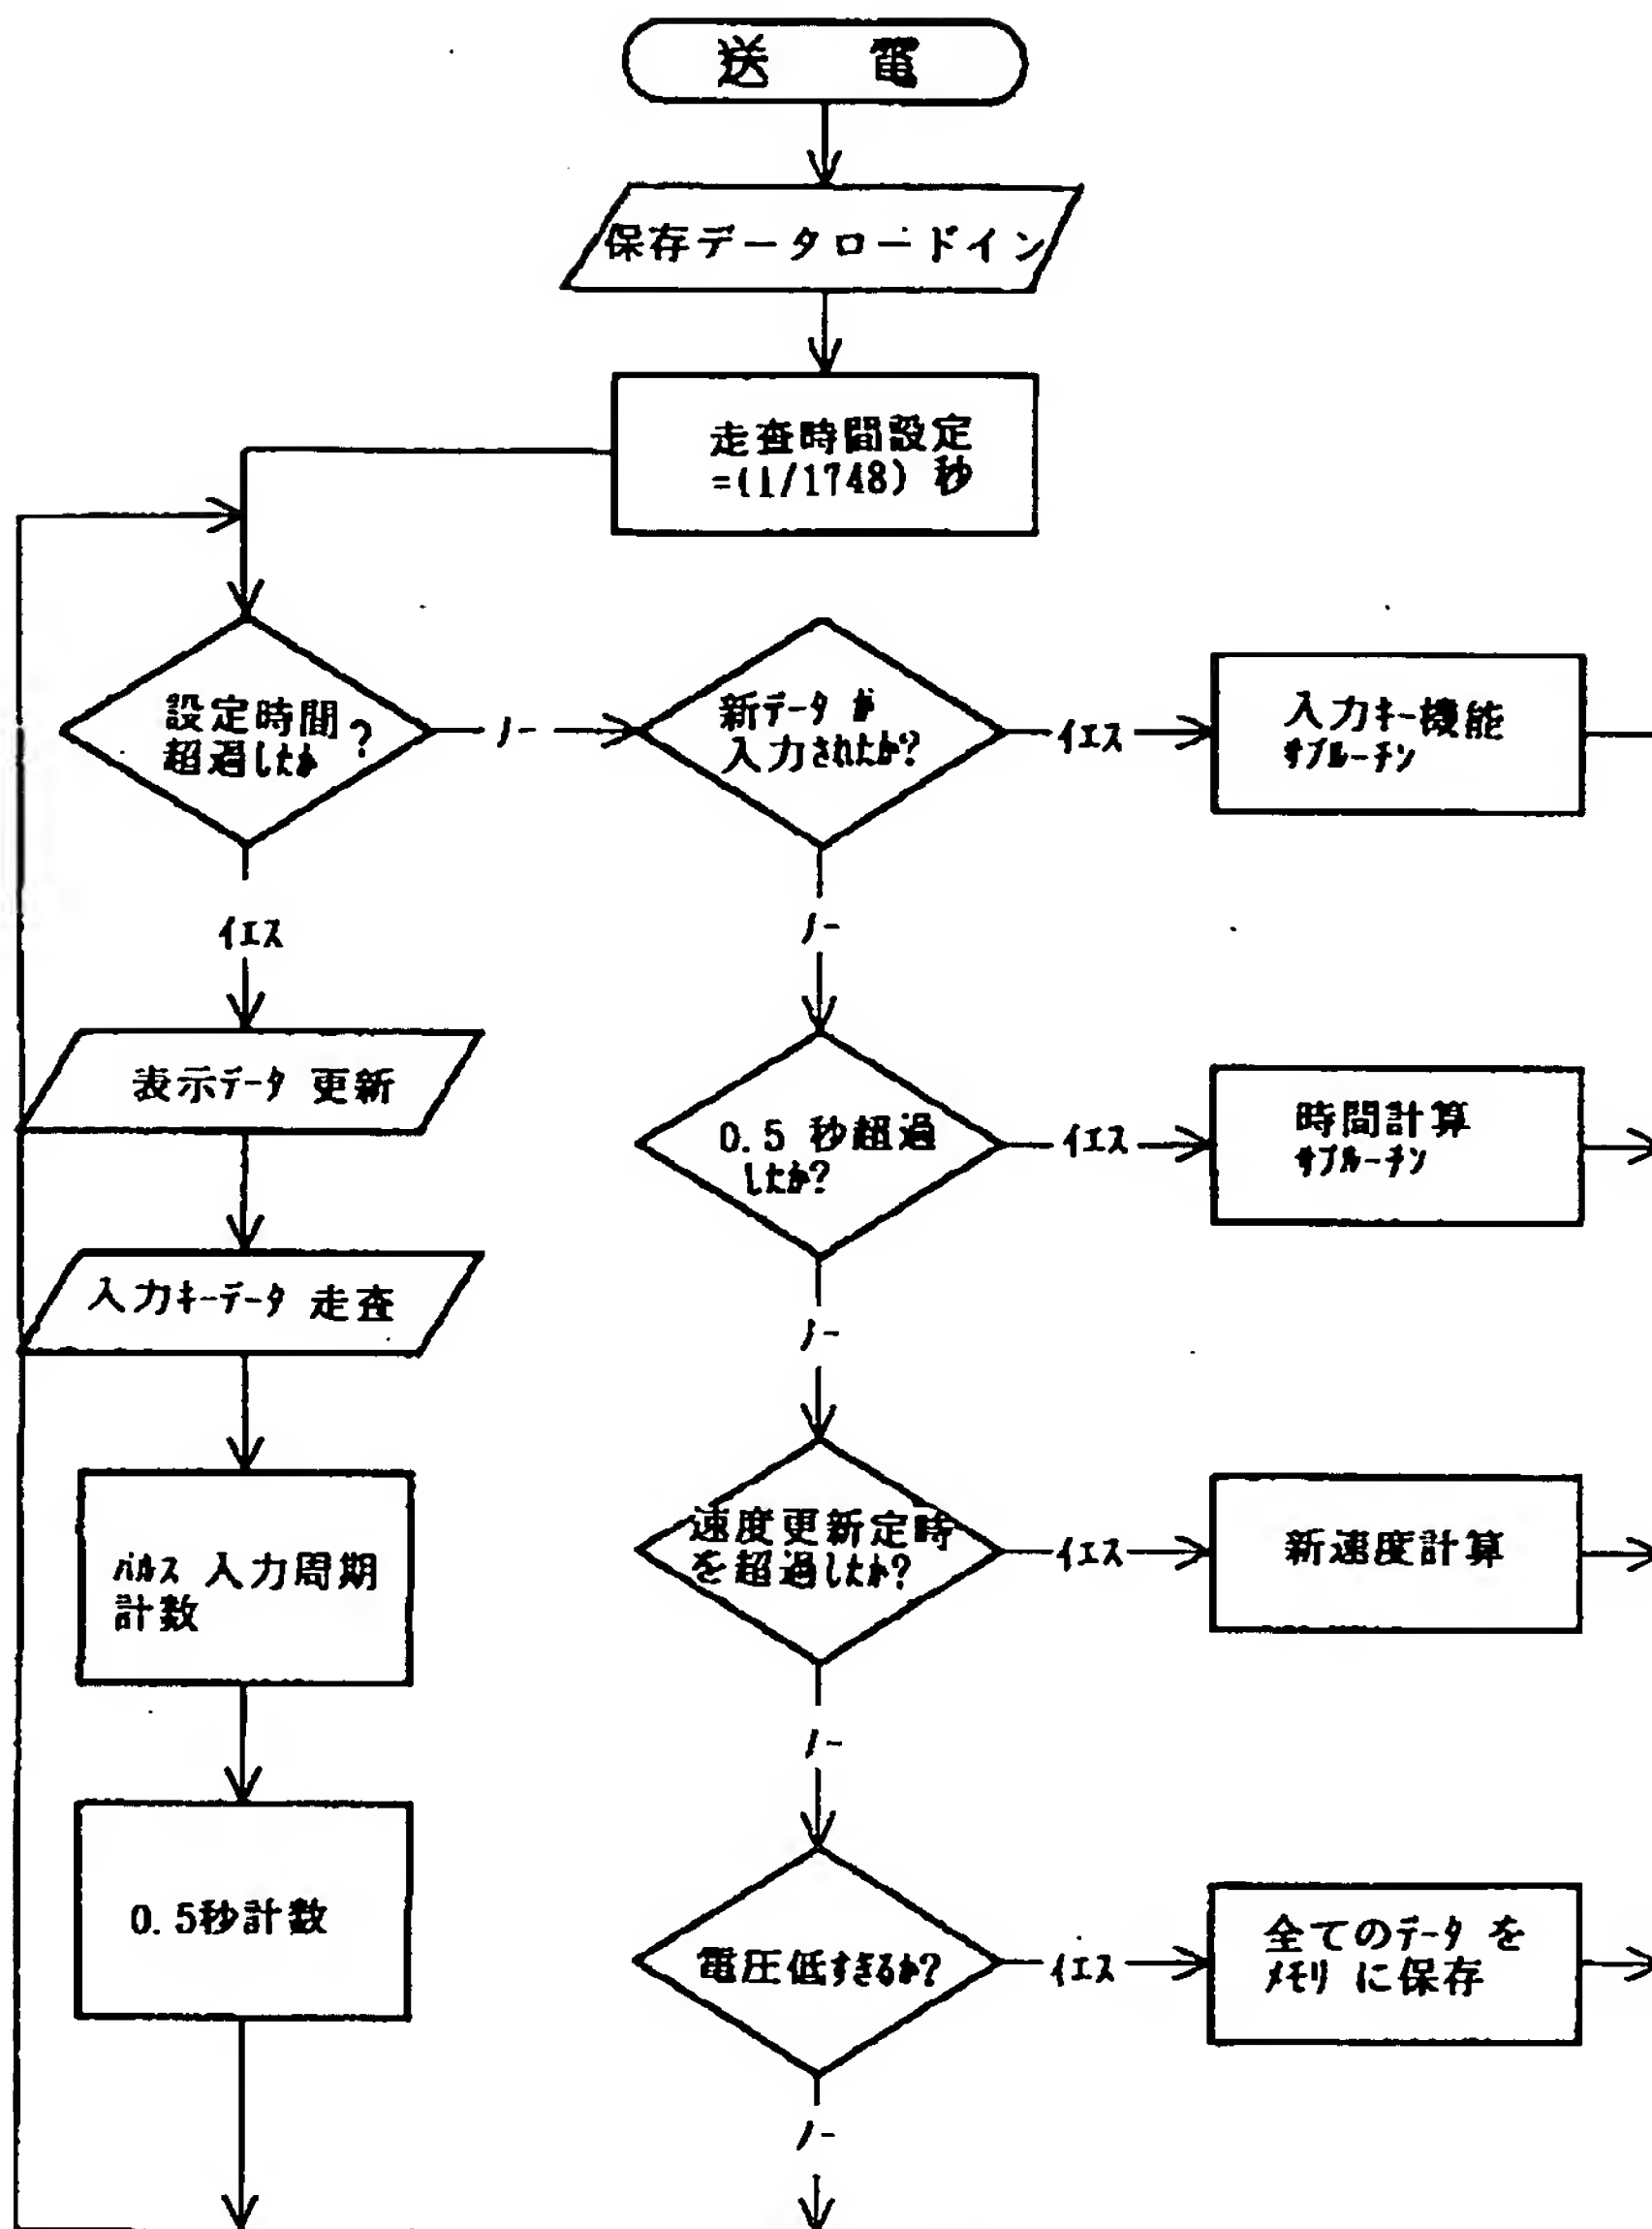 送 電
保存データロードイン
走査時間設定
=(1/1748) 秒
設定時間
超過したか?
ノー
新データ が
入力されたか?
イエス
入力キー機能
サブルーチン
イエス
ノー
表示データ 更新
0.5 秒超過
したか?
イエス
時間計算
サブルーチン
入力キーデータ 走査
ノー
パルス 入力周期
計数
速度更新定時
を超過したか?
イエス
新速度計算
ノー
0.5秒計数
電圧低すぎるか?
イエス
全てのデータ を
メモリ に保存
ノー